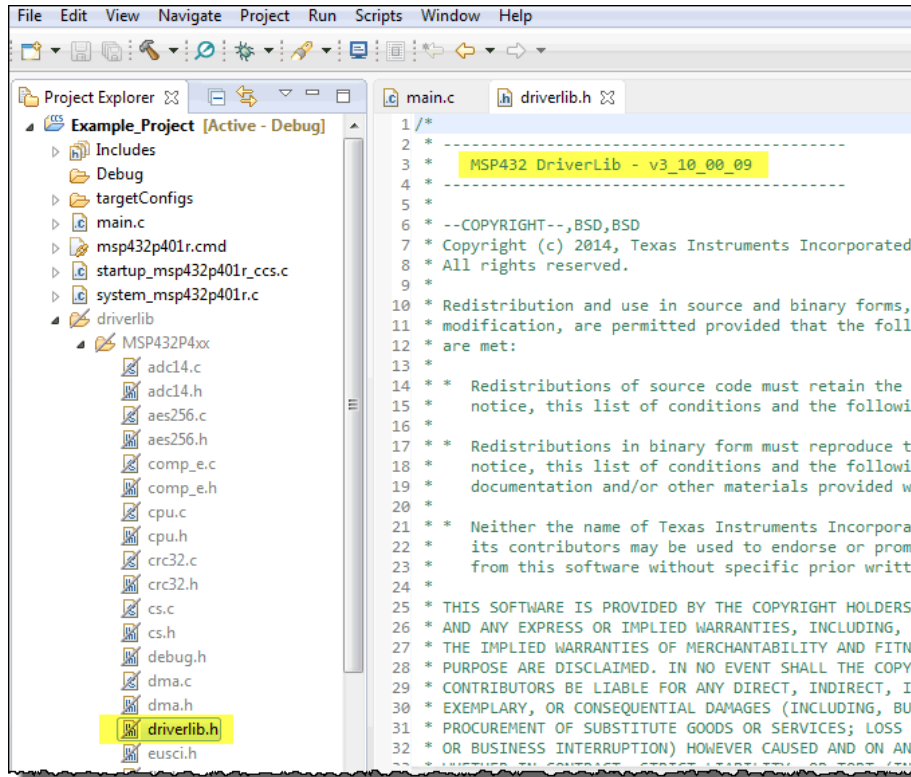 File Edit View Navigate Project Run Scripts Window Help
Project Explorer
Example_Project [Active - Debug]
Includes
Debug
targetConfigs
main.c
msp432p401r.cmd
startup_msp432p401r_ccs.c
system_msp432p401r.c
driverlib
MSP432P4xx
adc14.c
adc14.h
aes256.c
aes256.h
comp_e.c
comp_e.h
cpu.c
cpu.h
crc32.c
crc32.h
cs.c
cs.h
debug.h
dma.c
dma.h
driverlib.h
eusci.h
main.c driverlib.h
1 /*
2 * -------------------------------------------
3 * MSP432 DriverLib - v3_10_00_09
4 * -------------------------------------------
5 *
6 * --COPYRIGHT--,BSD,BSD
7 * Copyright (c) 2014, Texas Instruments Incorporated
8 * All rights reserved.
9 *
10 * Redistribution and use in source and binary forms,
11 * modification, are permitted provided that the foll
12 * are met:
13 *
14 * * Redistributions of source code must retain the
15 * notice, this list of conditions and the followi
16 *
17 * * Redistributions in binary form must reproduce t
18 * notice, this list of conditions and the followi
19 * documentation and/or other materials provided w
20 *
21 * * Neither the name of Texas Instruments Incorpora
22 * its contributors may be used to endorse or prom
23 * from this software without specific prior writt
24 *
25 * THIS SOFTWARE IS PROVIDED BY THE COPYRIGHT HOLDERS
26 * AND ANY EXPRESS OR IMPLIED WARRANTIES, INCLUDING,
27 * THE IMPLIED WARRANTIES OF MERCHANTABILITY AND FITN
28 * PURPOSE ARE DISCLAIMED. IN NO EVENT SHALL THE COPY
29 * CONTRIBUTORS BE LIABLE FOR ANY DIRECT, INDIRECT, I
30 * EXEMPLARY, OR CONSEQUENTIAL DAMAGES (INCLUDING, BU
31 * PROCUREMENT OF SUBSTITUTE GOODS OR SERVICES; LOSS
32 * OR BUSINESS INTERRUPTION) HOWEVER CAUSED AND ON AN